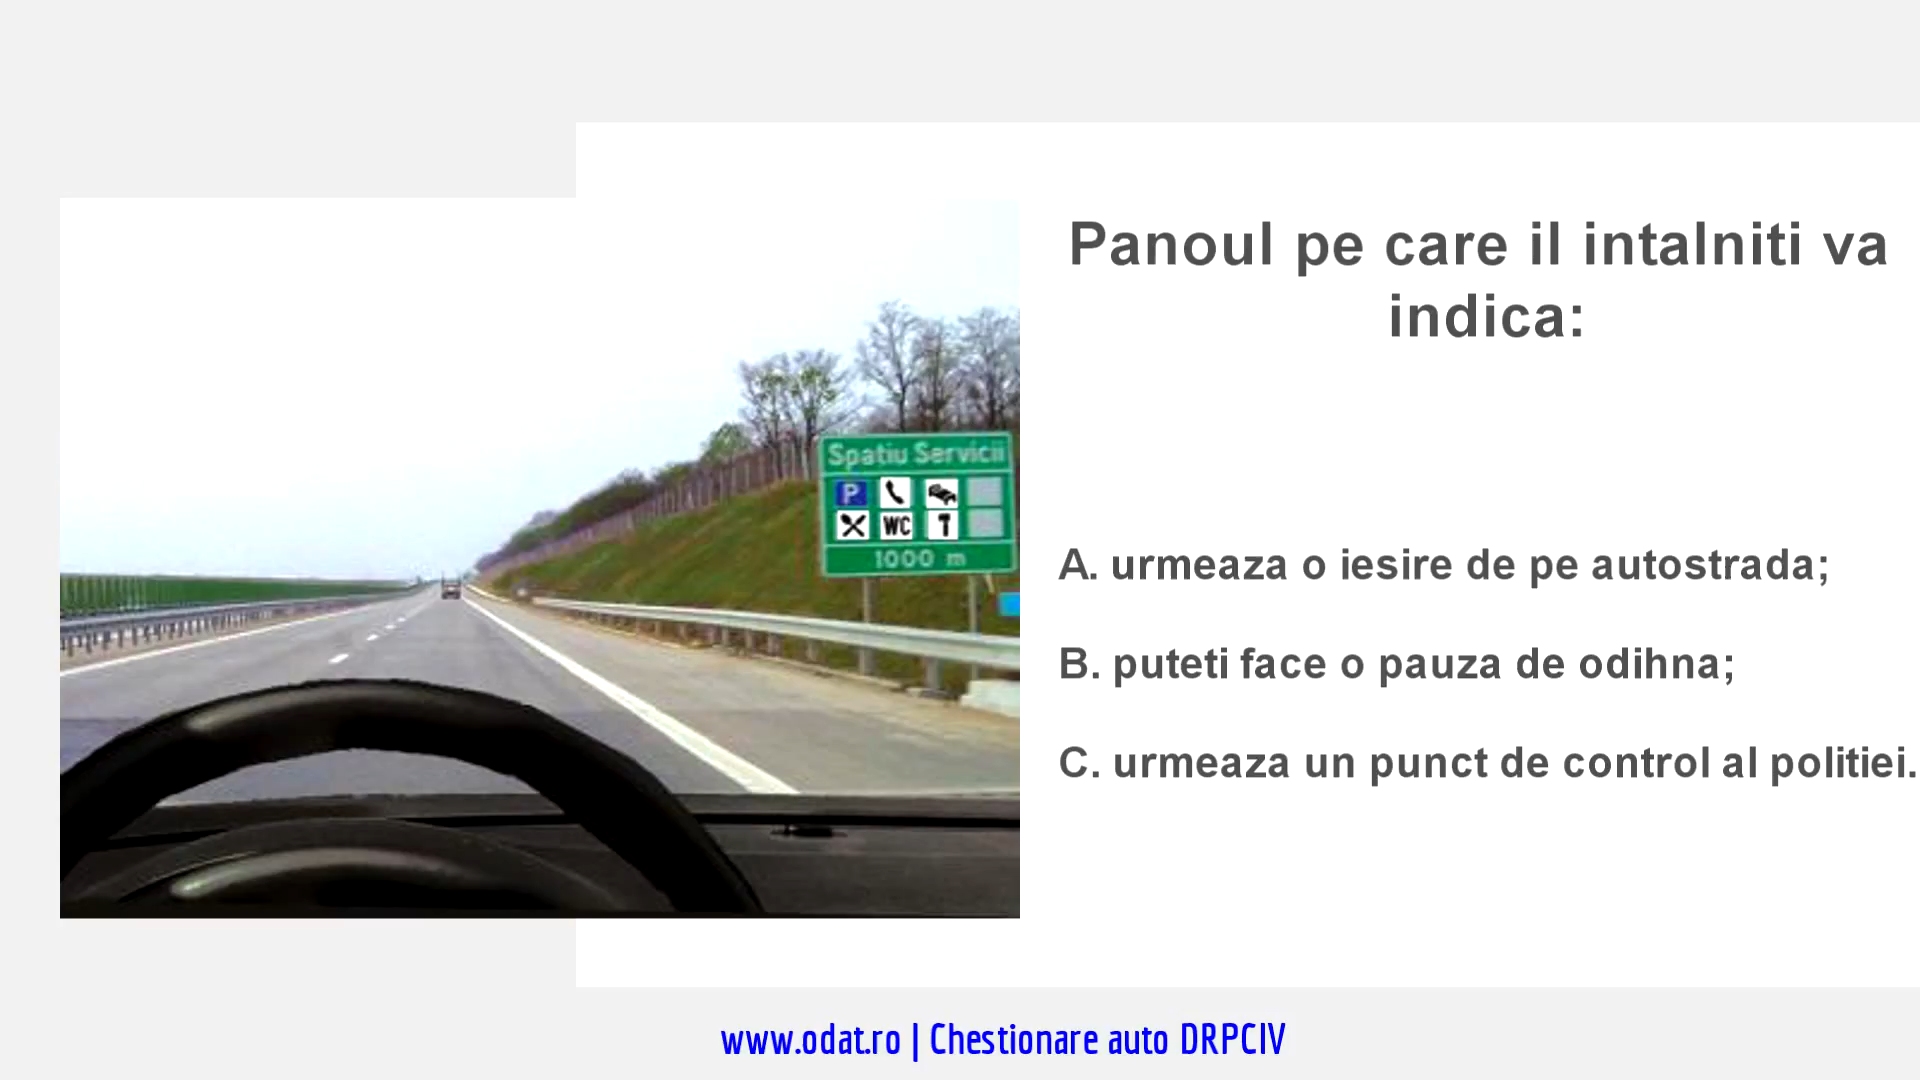 Panoul pe care il intalniti va
indica:
Spatiu Servicii
P
WC
1000 m
A. urmeaza o iesire de pe autostrada;
B. puteti face o pauza de odihna;
C. urmeaza un punct de control al politiei.
www.odat.ro | Chestionare auto DRPCIV